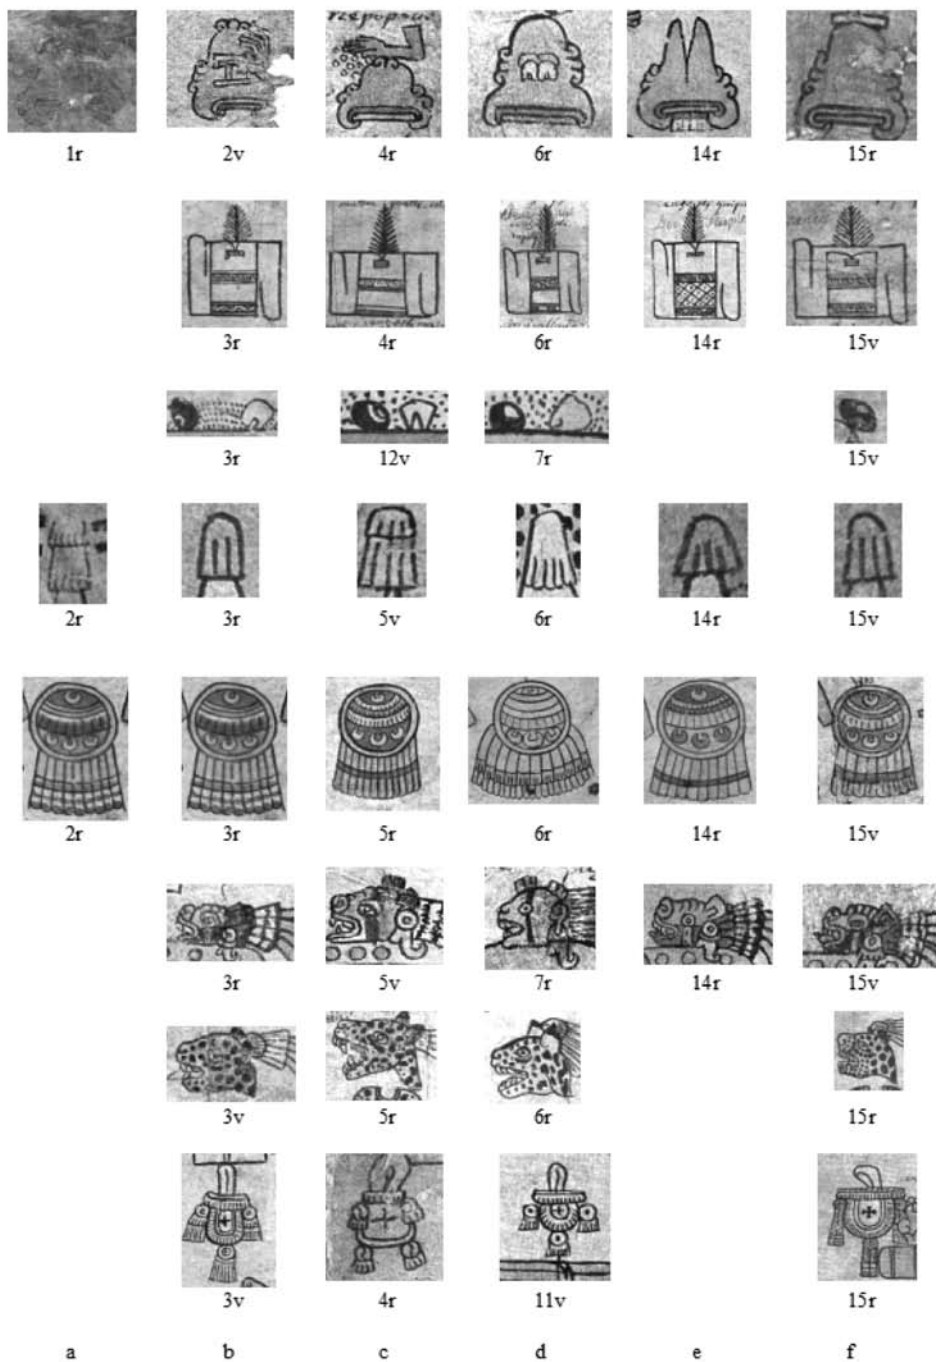 1r 2v 4r 6r 14r 15r
3r 4r 6r 14r 15v
3r 12v 7r 15v
2r 3r 5v 6r 14r 15v
2r 3r 5r 6r 14r 15v
3r 5v 7r 14r 15v
3v 5r 6r 15r
3v 4r 11v 15r
a b c d e f